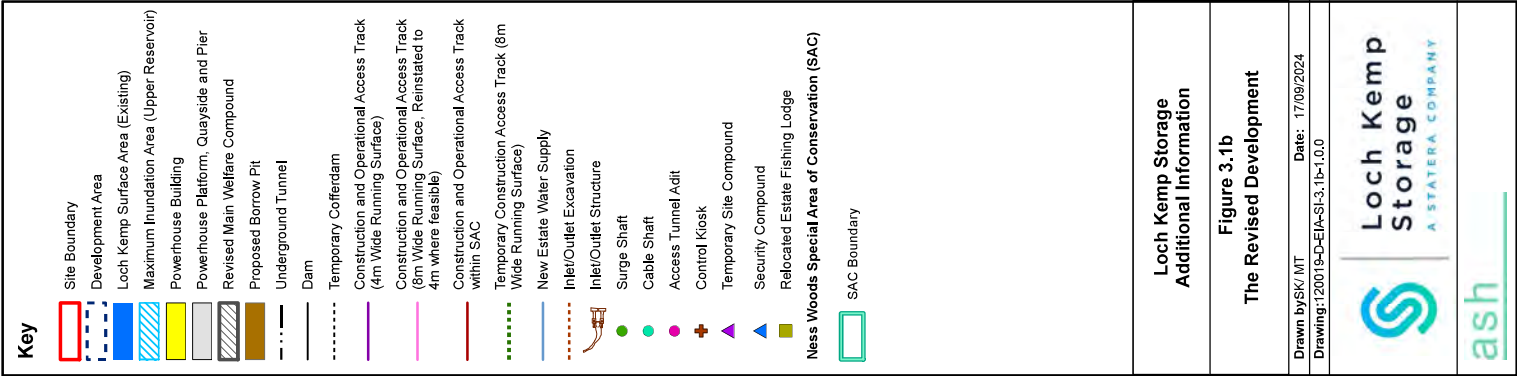 Key
Site Boundary
Development Area
Loch Kemp Surface Area (Existing)
Maximum Inundation Area (Upper Reservoir)
Powerhouse Building
Powerhouse Platform, Quayside and Pier
Revised Main Welfare Compound
Proposed Borrow Pit
Underground Tunnel
Dam
Temporary Cofferdam
Construction and Operational Access Track
(4m Wide Running Surface)
Construction and Operational Access Track
(8m Wide Running Surface, Reinstated to
4m where feasible)
Construction and Operational Access Track
within SAC
Temporary Construction Access Track (8m
Wide Running Surface)
New Estate Water Supply
Inlet/Outlet Excavation
Inlet/Outlet Structure
Surge Shaft
Cable Shaft
Access Tunnel Adit
Control Kiosk
Temporary Site Compound
Security Compound
Relocated Estate Fishing Lodge
Ness Woods Special Area of Conservation (SAC)
SAC Boundary
Loch Kemp Storage
Additional Information
Figure 3.1b
The Revised Development
Drawn bySK/ MT Date: 17/09/2024
Drawing:120019-D-EIA-SI-3.1b-1.0.0
Loch Kemp
Storage
A STATERA COMPANY
ash